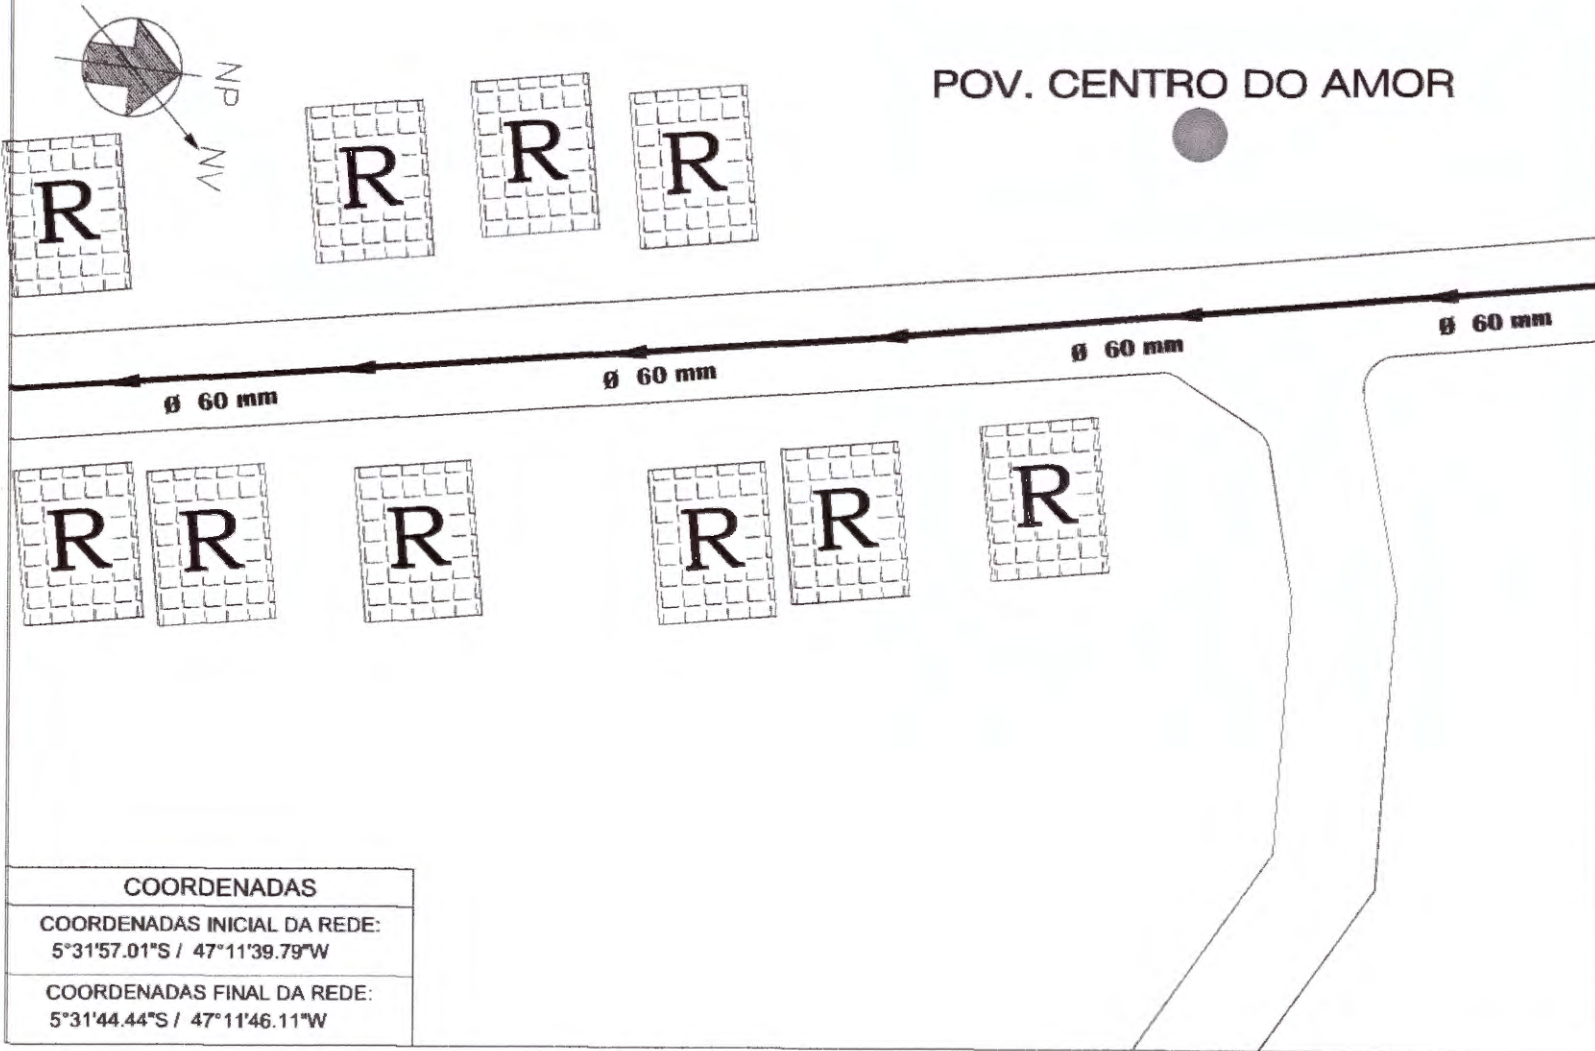 NP
NV
POV. CENTRO DO AMOR
R
R
R
R
Ø 60 mm
Ø 60 mm
Ø 60 mm
Ø 60 mm
R
R
R
R
R
R
COORDENADAS
COORDENADAS INICIAL DA REDE:
5°31'57.01"S / 47°11'39.79"W
COORDENADAS FINAL DA REDE:
5°31'44.44"S / 47°11'46.11"W